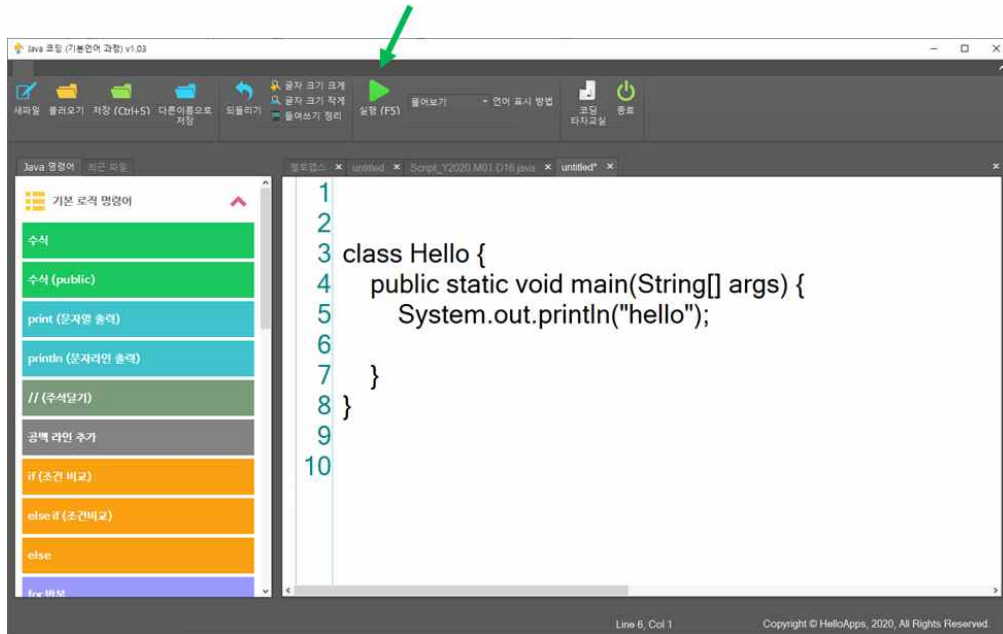 Java 코딩 (기본언어 과정) v1.03
새파일 불러오기 저장 (Ctrl+S) 다른이름으로 저장 되돌리기
글자 크기 크게
글자 크기 작게
들여쓰기 정리
실행 (F5)
물어보기 언어 표시 방법
코딩 타자교실
종료
Java 명령어 최근 파일
헬로앱스 untitled Script_Y2020.M01.D16.java untitled*
기본 로직 명령어
수식
수식 (public)
print (문자열 출력)
println (문자라인 출력)
// (주석달기)
공백 라인 추가
if (조건 비교)
else if (조건비교)
else
for 반복
1
2
3 class Hello {
4 public static void main(String[] args) {
5 System.out.println("hello");
6
7 }
8 }
9
10
Line 6, Col 1
Copyright © HelloApps, 2020, All Rights Reserved.